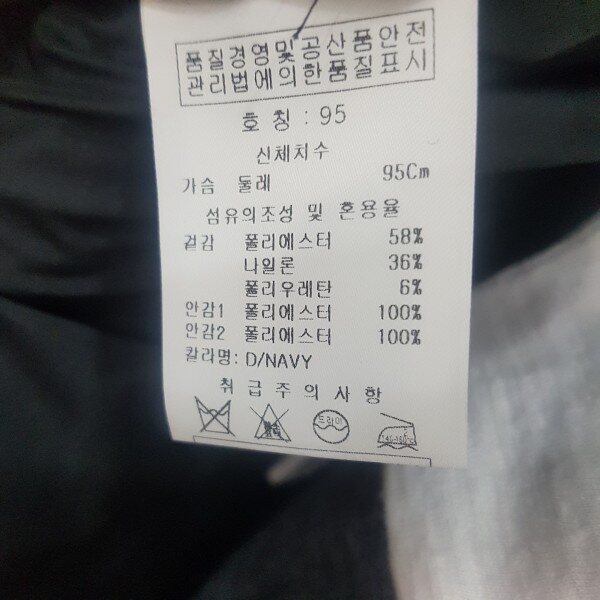 품질경영및공산품안전
관리법에의한품질표시
호 칭 : 95
신체치수
가슴 둘레 95Cm
섬유의조성 및 혼용율
겉감 폴리에스터 58%
나일론 36%
폴리우레탄 6%
안감1 폴리에스터 100%
안감2 폴리에스터 100%
칼라명: D/NAVY
취급주의사항
드라이